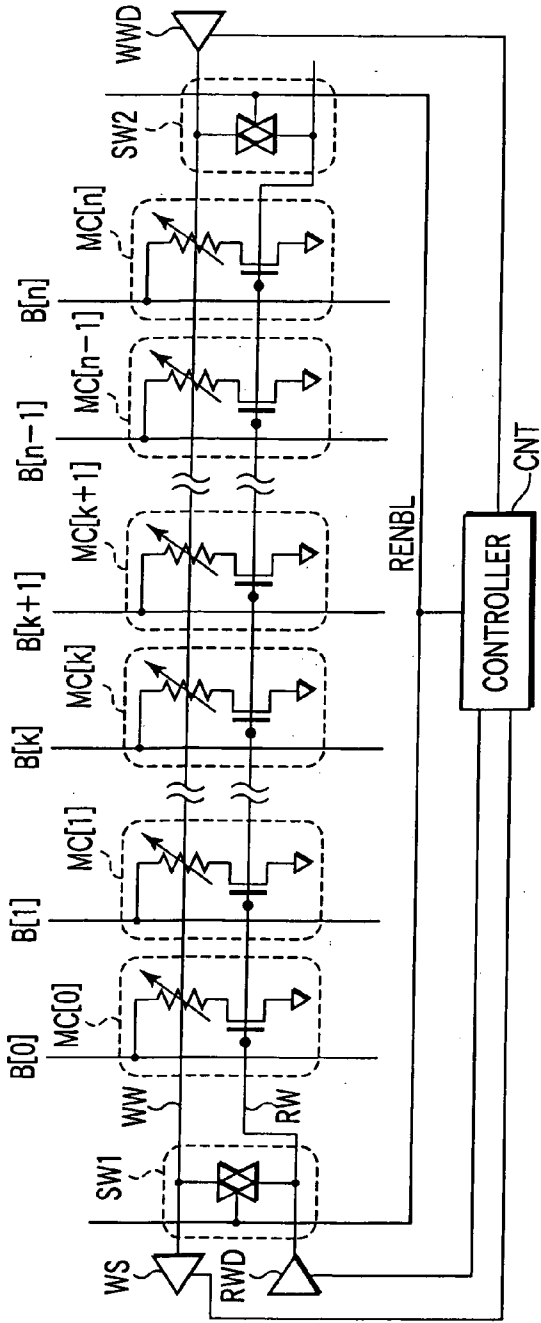 B[0]
B[1]
B[k]
B[k+1]
B[n-1]
B[n]
MC[0]
MC[1]
MC[k]
MC[k+1]
MC[n-1]
MC[n]
SW1
WW
SW2
WS
WWD
RWD
RW
RENBL
CONTROLLER
CNT